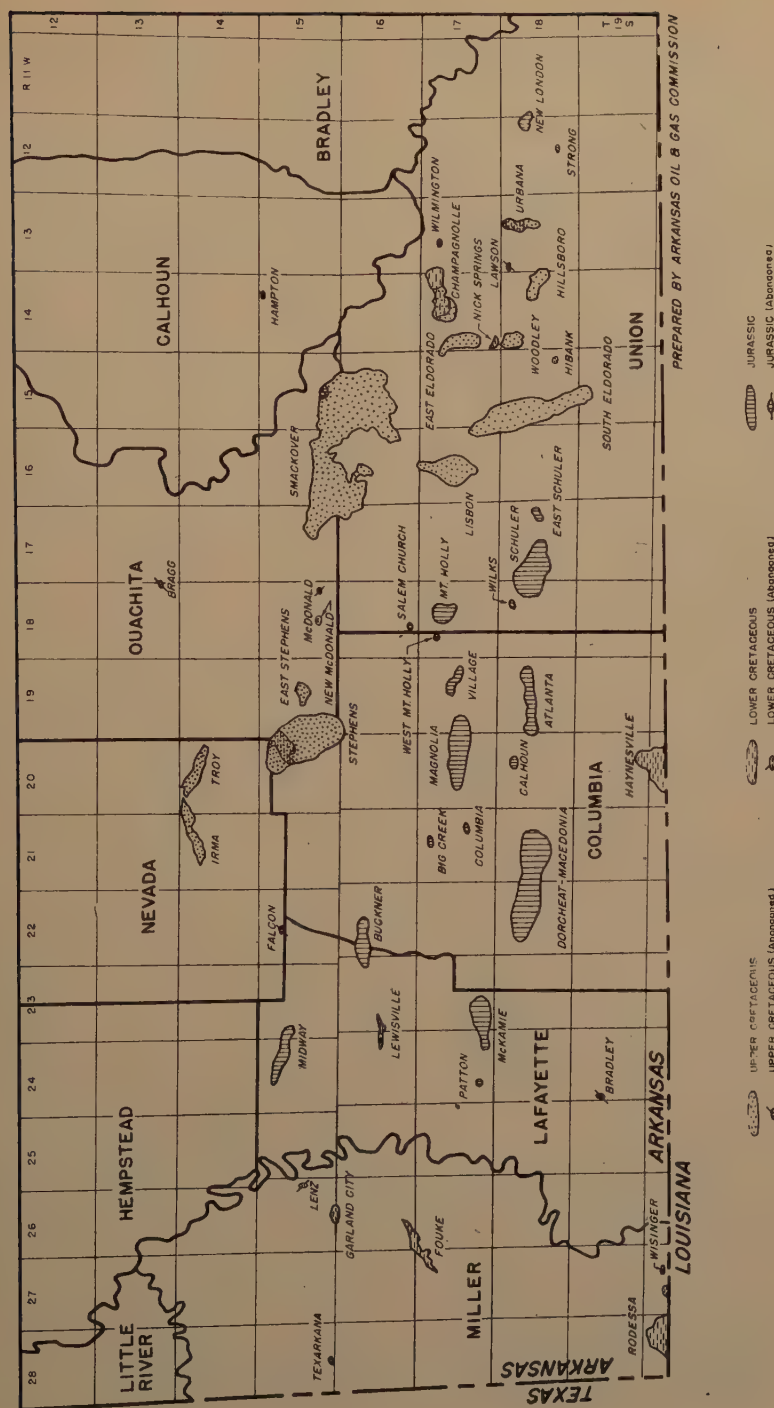 R 11 W
12
13
14
15
16
17
18
19
20
21
22
23
24
25
26
27
28
12
13
14
15
16
17
18
T
19
S
BRADLEY
CALHOUN
HAMPTON
OUACHITA
BRAGG
SMACKOVER
McDONALD
NEW McDONALD
EAST STEPHENS
STEPHENS
NEVADA
TROY
IRMA
FALCON
BUCKNER
HEMPSTEAD
MIDWAY
LEWISVILLE
LITTLE
RIVER
LENZ
GARLAND CITY
TEXARKANA
MILLER
FOUKE
RODESSA
WISINGER
LAFAYETTE
PATTON
McKAMIE
BRADLEY
COLUMBIA
WEST MT. HOLLY
VILLAGE
MAGNOLIA
ATLANTA
CALHOUN
HAYNESVILLE
BIG CREEK
COLUMBIA
DORCHEAT-MACEDONIA
UNION
WILMINGTON
CHAMPAGNOLLE
NICK SPRINGS
LAWSON
URBANA
NEW LONDON
STRONG
HILLSBORO
EAST ELDORADO
WOODLEY
HIBANK
SOUTH ELDORADO
LISBON
EAST SCHULER
SCHULER
WILKS
SALEM CHURCH
MT. HOLLY
TEXAS
ARKANSAS
ARKANSAS
LOUISIANA
PREPARED BY ARKANSAS OIL & GAS COMMISSION
UPPER CRETACEOUS
UPPER CRETACEOUS (Abandoned)
LOWER CRETACEOUS
LOWER CRETACEOUS (Abandoned)
JURASSIC
JURASSIC (Abandoned)